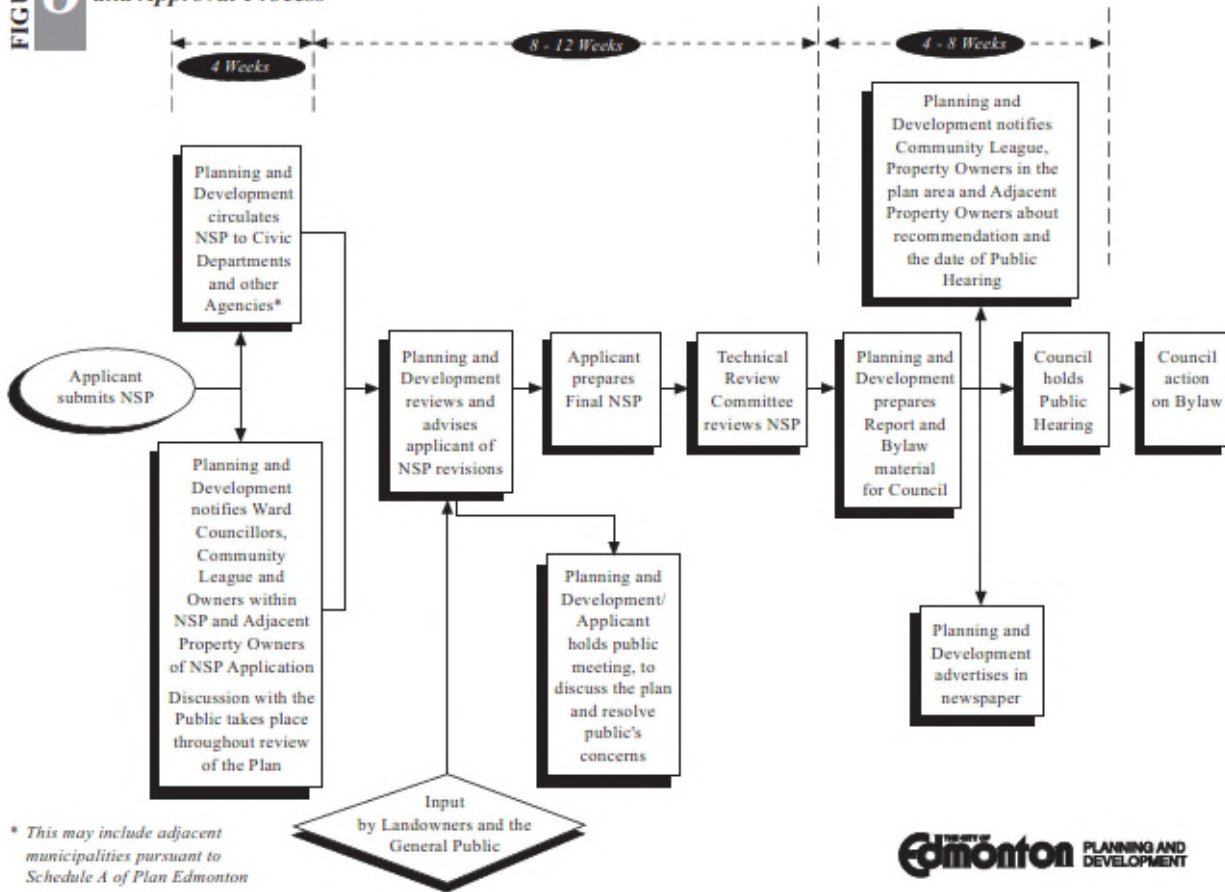 FIGU
6
and Approval Process
4 Weeks
8 - 12 Weeks
4 - 8 Weeks
Planning and
Development
circulates
NSP to Civic
Departments
and other
Agencies*
Applicant
submits NSP
Planning and
Development
notifies Ward
Councillors,
Community
League and
Owners within
NSP and Adjacent
Property Owners
of NSP Application
Discussion with the
Public takes place
throughout review
of the Plan
Planning and
Development
reviews and
advises
applicant of
NSP revisions
Input
by Landowners and the
General Public
Planning and
Development/
Applicant
holds public
meeting, to
discuss the plan
and resolve
public's
concerns
Applicant
prepares
Final NSP
Technical
Review
Committee
reviews NSP
Planning and
Development
prepares
Report and
Bylaw
material
for Council
Planning and
Development notifies
Community League,
Property Owners in the
plan area and Adjacent
Property Owners about
recommendation and
the date of Public
Hearing
Planning and
Development
advertises in
newspaper
Council
holds
Public
Hearing
Council
action
on Bylaw
* This may include adjacent
municipalities pursuant to
Schedule A of Plan Edmonton
THE CITY OF
Edmonton
PLANNING AND
DEVELOPMENT